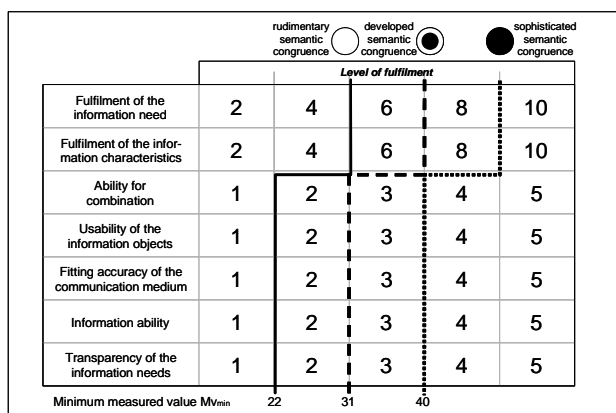 rudimentary semantic congruence
developed semantic congruence
sophisticated semantic congruence
Level of fulfilment
Fulfilment of the information need 2 4 6 8 10
Fulfilment of the infor-mation characteristics 2 4 6 8 10
Ability for combination 1 2 3 4 5
Usability of the information objects 1 2 3 4 5
Fitting accuracy of the communication medium 1 2 3 4 5
Information ability 1 2 3 4 5
Transparency of the information needs 1 2 3 4 5
Minimum measured value Mvmin 22 31 40